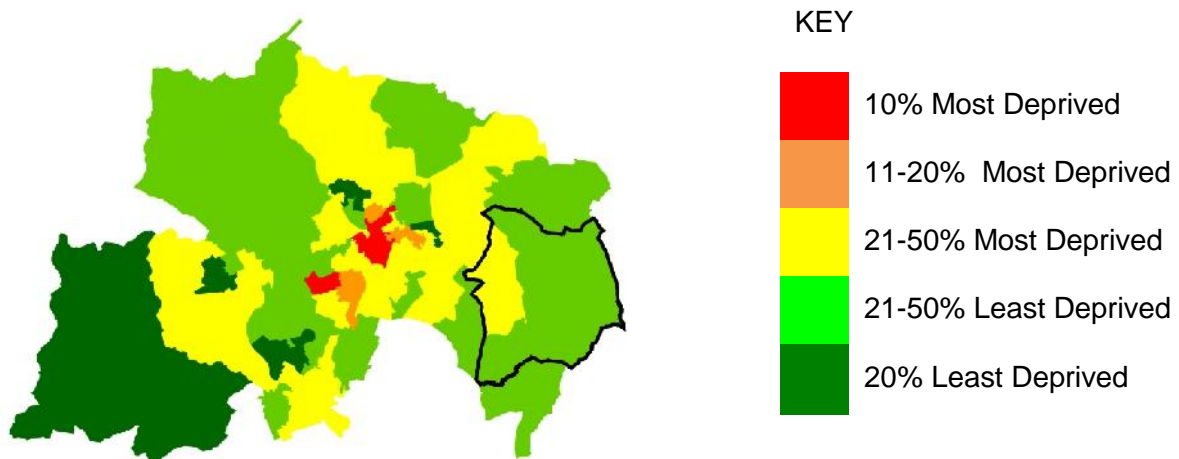 KEY
10% Most Deprived
11-20%  Most Deprived
21-50% Most Deprived
21-50% Least Deprived
20% Least Deprived